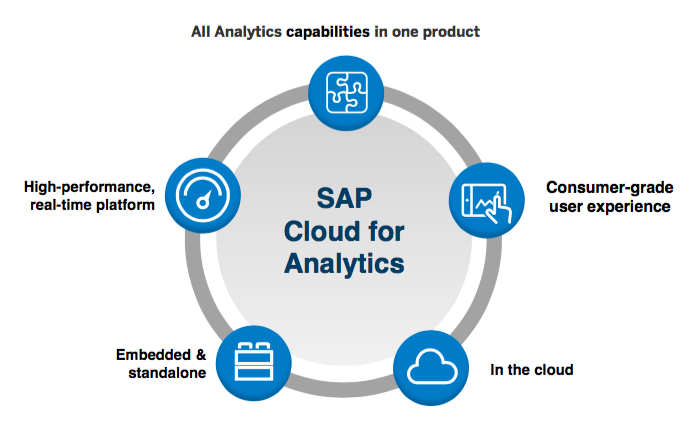 All Analytics capabilities in one product
High-performance,
real-time platform
SAP
Cloud for
Analytics
Consumer-grade
user experience
Embedded &
standalone
In the cloud